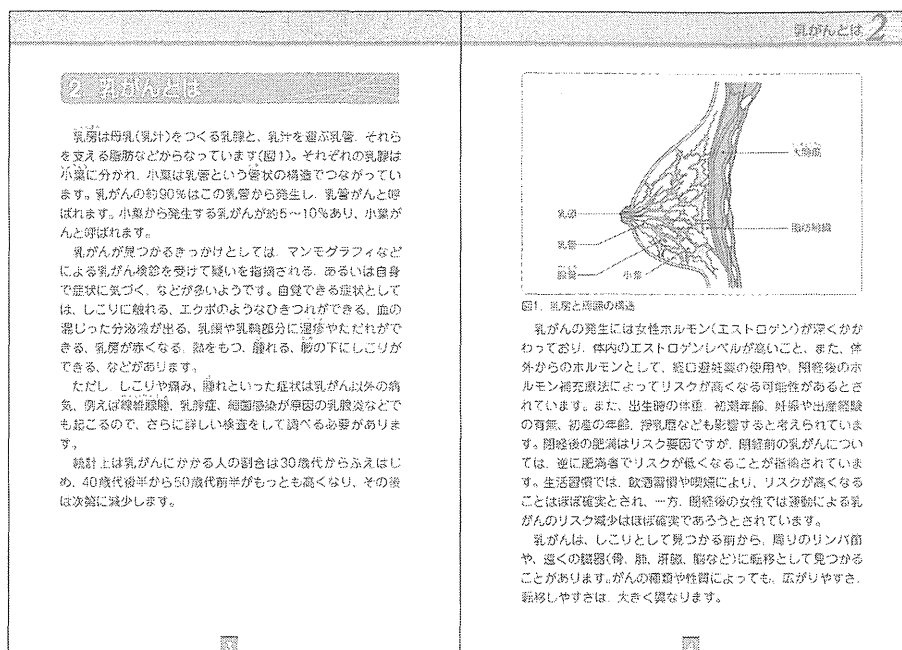 2 乳がんとは
乳房は母乳(乳汁)をつくる乳腺と、乳汁を運ぶ乳管、それら
を支える脂肪などからなっています(図1)。それぞれの乳腺は
小葉に分かれ、小葉は乳管という管状の構造でつながってい
ます。乳がんの約90%はこの乳管から発生し、乳管がんと呼
ばれます。小葉から発生する乳がんが約5～10%あり、小葉が
んと呼ばれます。
乳がんが見つかるきっかけとしては、マンモグラフィなど
による乳がん検診を受けて疑いを指摘される、あるいは自身
で症状に気づく、などが多いようです。自覚できる症状として
は、しこりに触れる、エクボのようなひきつれができる、血の
混じった分泌液が出る、乳頭や乳輪部分に湿疹やただれがで
きる、乳房が赤くなる、熱をもつ、腫れる、腋の下にしこりが
できる、などがあります。
ただし、しこりや痛み、腫れといった症状は乳がん以外の病
気、例えば線維腺腫、乳腺症、細菌感染が原因の乳腺炎などで
も起こるので、さらに詳しい検査をして調べる必要がありま
す。
統計上は乳がんにかかる人の割合は30歳代からふえはじ
め、40歳代後半から50歳代前半がもっとも高くなり、その後
は次第に減少します。
乳がんとは 2
大胸筋
乳頭
脂肪組織
乳管
腺葉
小葉
図1. 乳房と周囲の構造
乳がんの発生には女性ホルモン(エストロゲン)が深くかか
わっており、体内のエストロゲンレベルが高いこと、また、体
外からのホルモンとして、経口避妊薬の使用や、閉経後のホ
ルモン補充療法によってリスクが高くなる可能性があるとさ
れています。また、出生時の体重、初潮年齢、妊娠や出産経験
の有無、初産の年齢、授乳歴なども影響すると考えられていま
す。閉経後の肥満はリスク要因ですが、閉経前の乳がんについ
ては、逆に肥満者でリスクが低くなることが指摘されていま
す。生活習慣では、飲酒習慣や喫煙により、リスクが高くなる
ことはほぼ確実とされ、一方、閉経後の女性では運動による乳
がんのリスク減少はほぼ確実であろうとされています。
乳がんは、しこりとして見つかる前から、周りのリンパ節
や、遠くの臓器(骨、肺、肝臓、脳など)に転移として見つかる
ことがあります。がんの種類や性質によっても、広がりやすさ、
転移しやすさは、大きく異なります。